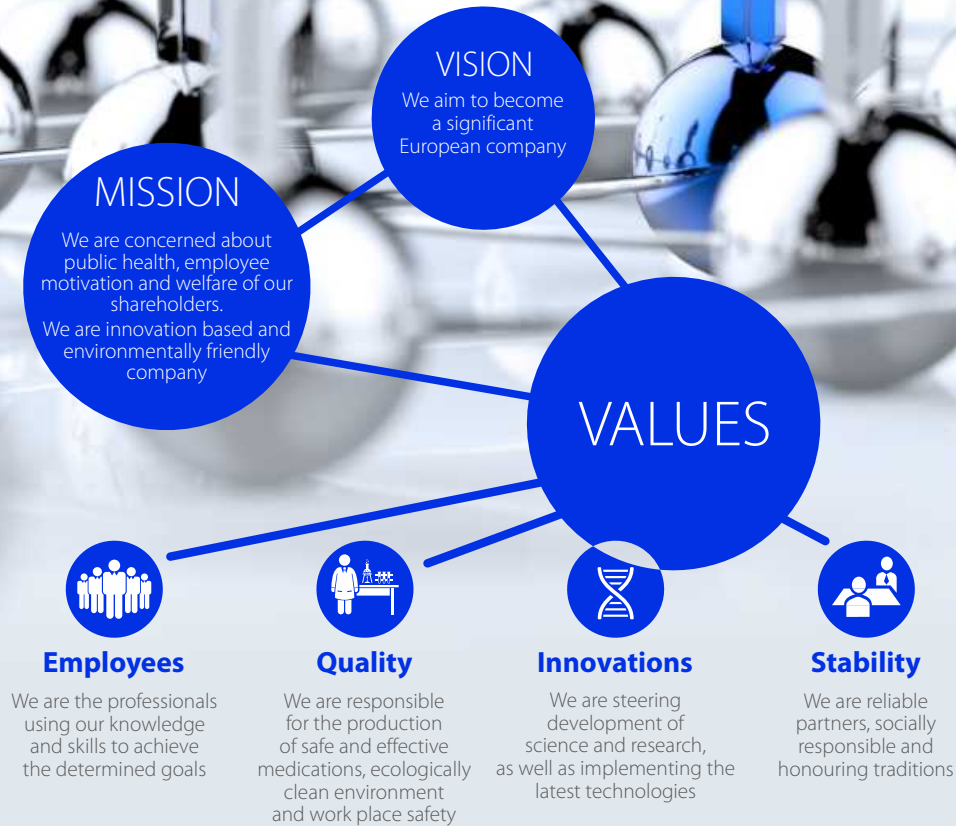 VISION
We aim to become
a significant
European company
MISSION
We are concerned about
public health, employee
motivation and welfare of our
shareholders.
We are innovation based and
environmentally friendly
company
VALUES
Employees
We are the professionals
using our knowledge
and skills to achieve
the determined goals
Quality
We are responsible
for the production
of safe and effective
medications, ecologically
clean environment
and work place safety
Innovations
We are steering
development of
science and research,
as well as implementing the
latest technologies
Stability
We are reliable
partners, socially
responsible and
honouring traditions